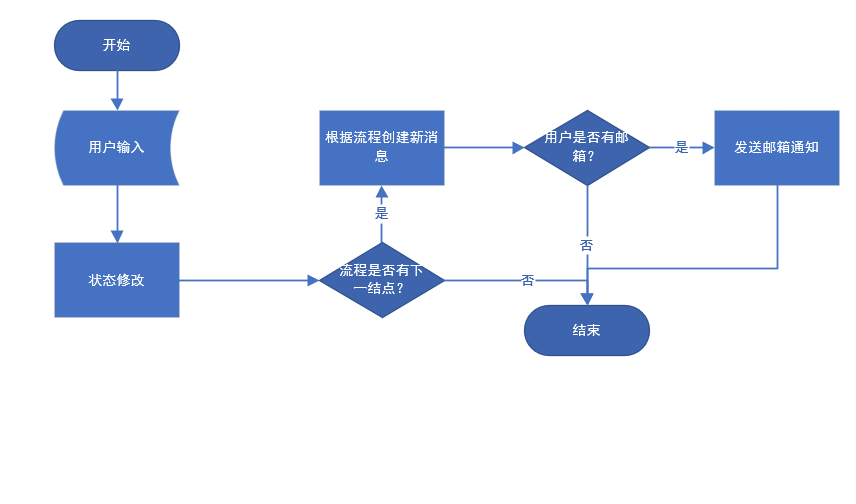 开始
用户输入
状态修改
流程是否有下
一结点？
是
否
根据流程创建新消
息
用户是否有邮
箱？
是
否
发送邮箱通知
结束